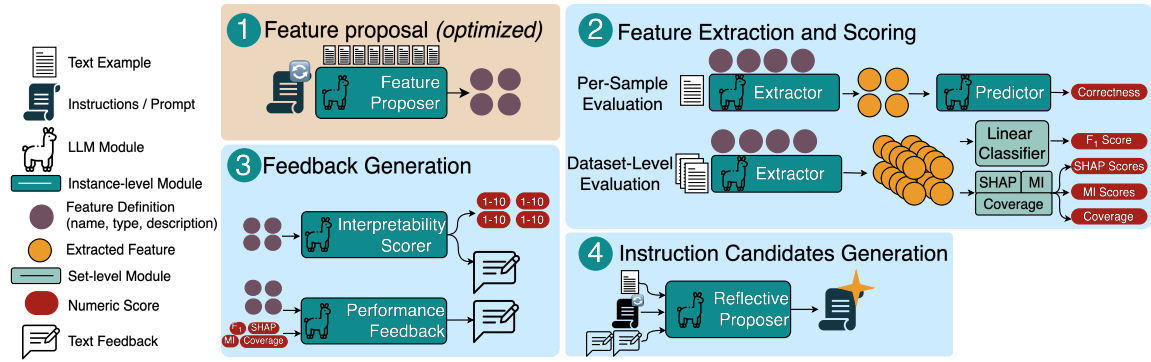 Text Example
Instructions / Prompt
LLM Module
Instance-level Module
Feature Definition
(name, type, description)
Extracted Feature
Set-level Module
Numeric Score
Text Feedback
1 Feature proposal (optimized)
Feature
Proposer
2 Feature Extraction and Scoring
Per-Sample
Evaluation
Extractor
Predictor
Correctness
Dataset-Level
Evaluation
Extractor
Linear
Classifier
SHAP MI
Coverage
F1 Score
SHAP Scores
MI Scores
Coverage
3 Feedback Generation
Interpretability
Scorer
1-10 1-10
1-10 1-10
Performance
Feedback
F1 SHAP
MI Coverage
4 Instruction Candidates Generation
Reflective
Proposer